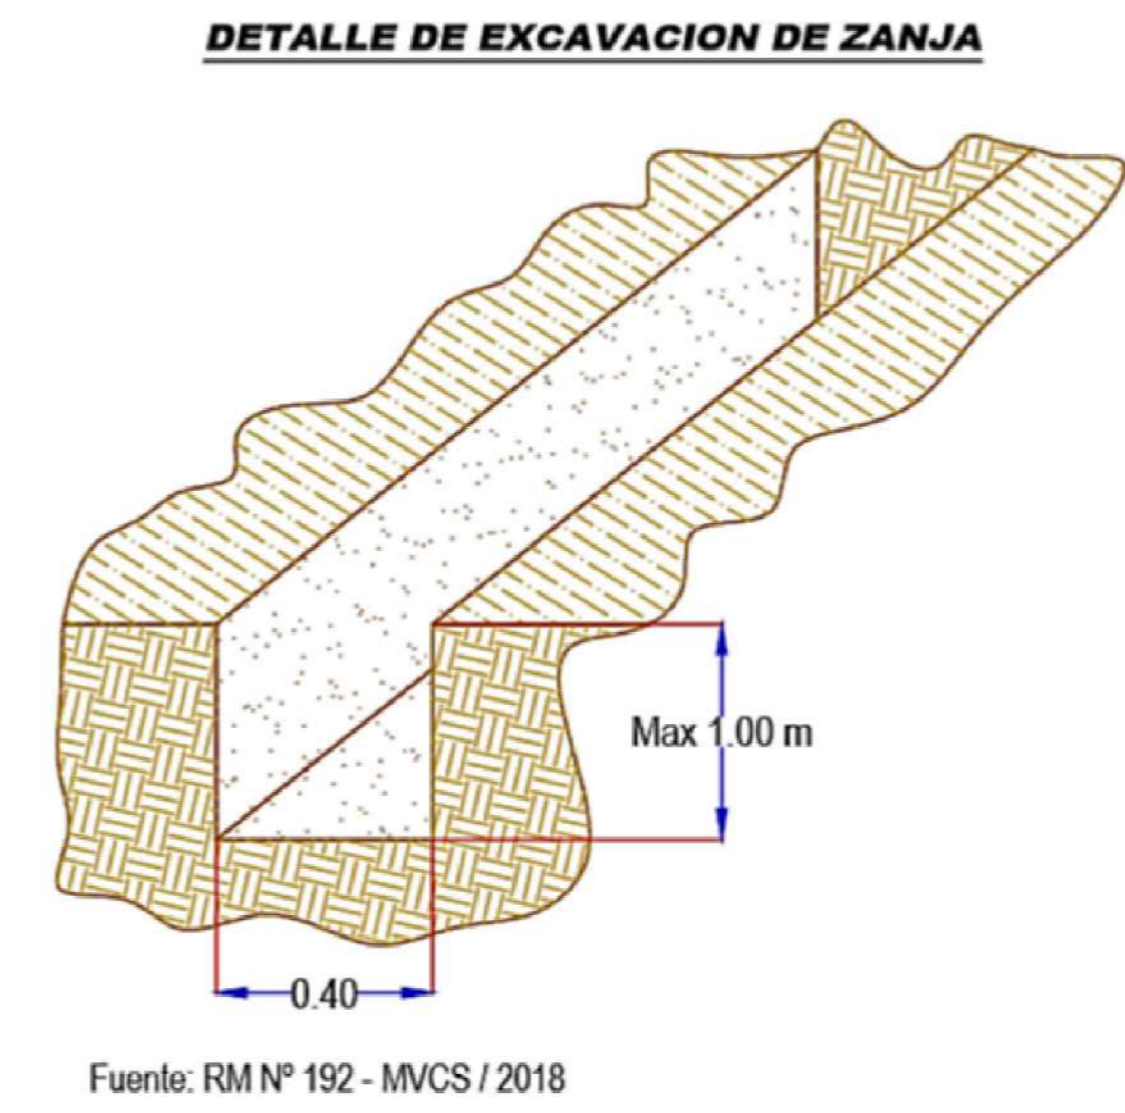 DETALLE DE EXCAVACION DE ZANJA
Max 1.00 m
0.40
Fuente: RM Nº 192 - MVCS / 2018